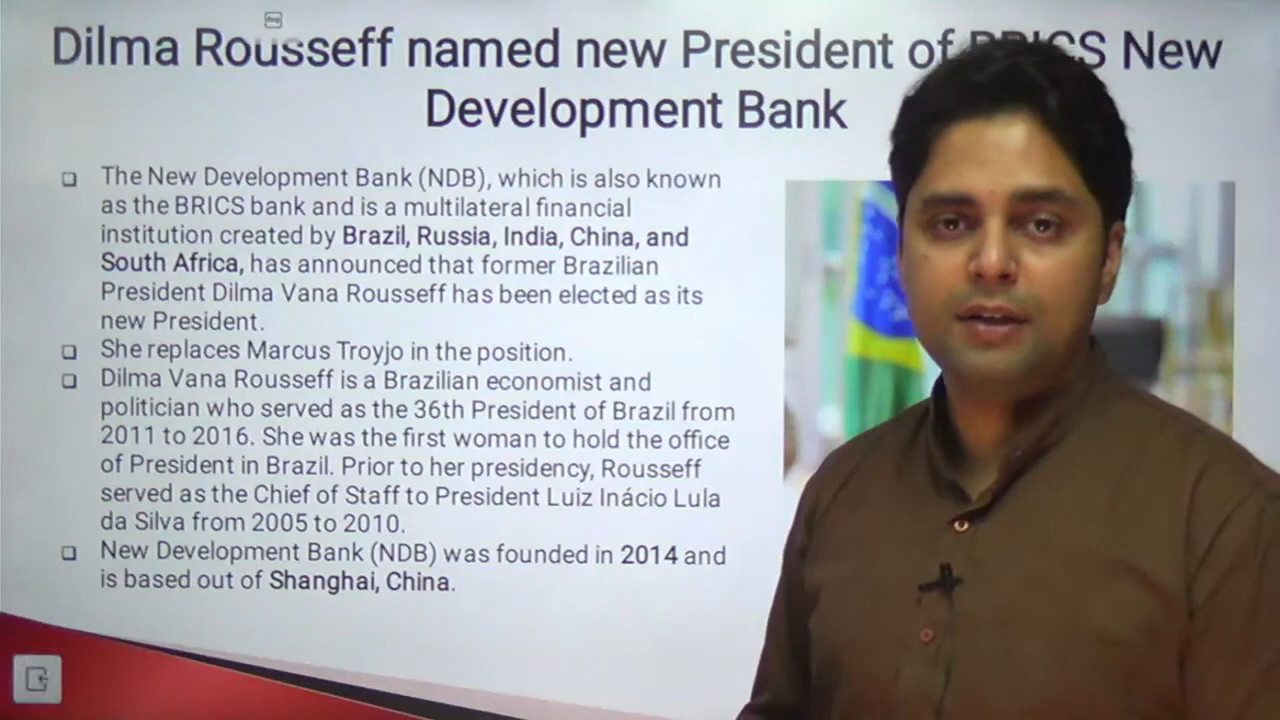 Dilma Rousseff named new President of BRICS New
Development Bank
The New Development Bank (NDB), which is also known
as the BRICS bank and is a multilateral financial
institution created by Brazil, Russia, India, China, and
South Africa, has announced that former Brazilian
President Dilma Vana Rousseff has been elected as its
new President.
She replaces Marcus Troyjo in the position.
Dilma Vana Rousseff is a Brazilian economist and
politician who served as the 36th President of Brazil from
2011 to 2016. She was the first woman to hold the office
of President in Brazil. Prior to her presidency, Rousseff
served as the Chief of Staff to President Luiz Inácio Lula
da Silva from 2005 to 2010.
New Development Bank (NDB) was founded in 2014 and
is based out of Shanghai, China.